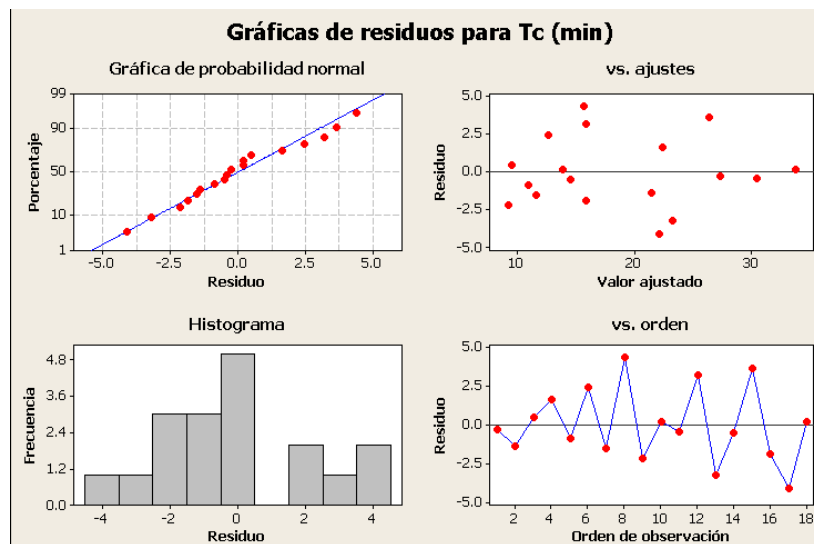 Gráficas de residuos para Tc (min)
Gráfica de probabilidad normal
99
90
50
10
1
Porcentaje
-5.0 -2.5 0.0 2.5 5.0
Residuo
vs. ajustes
5.0
2.5
0.0
-2.5
-5.0
Residuo
10 20 30
Valor ajustado
Histograma
4.8
3.6
2.4
1.2
0.0
Frecuencia
-4 -2 0 2 4
Residuo
vs. orden
5.0
2.5
0.0
-2.5
-5.0
Residuo
2 4 6 8 10 12 14 16 18
Orden de observación